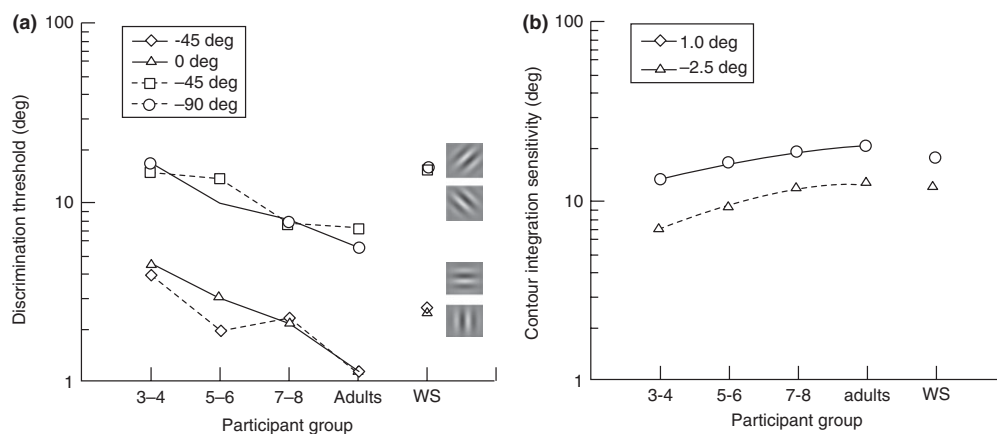 (a)
100
10
1
Discrimination threshold (deg)
-45 deg
0 deg
–45 deg
–90 deg
3–4
5–6
7–8
Adults
WS
Participant group
(b)
100
10
1
Contour integration sensitivity (deg)
1.0 deg
–2.5 deg
3-4
5-6
7-8
adults
WS
Participant group